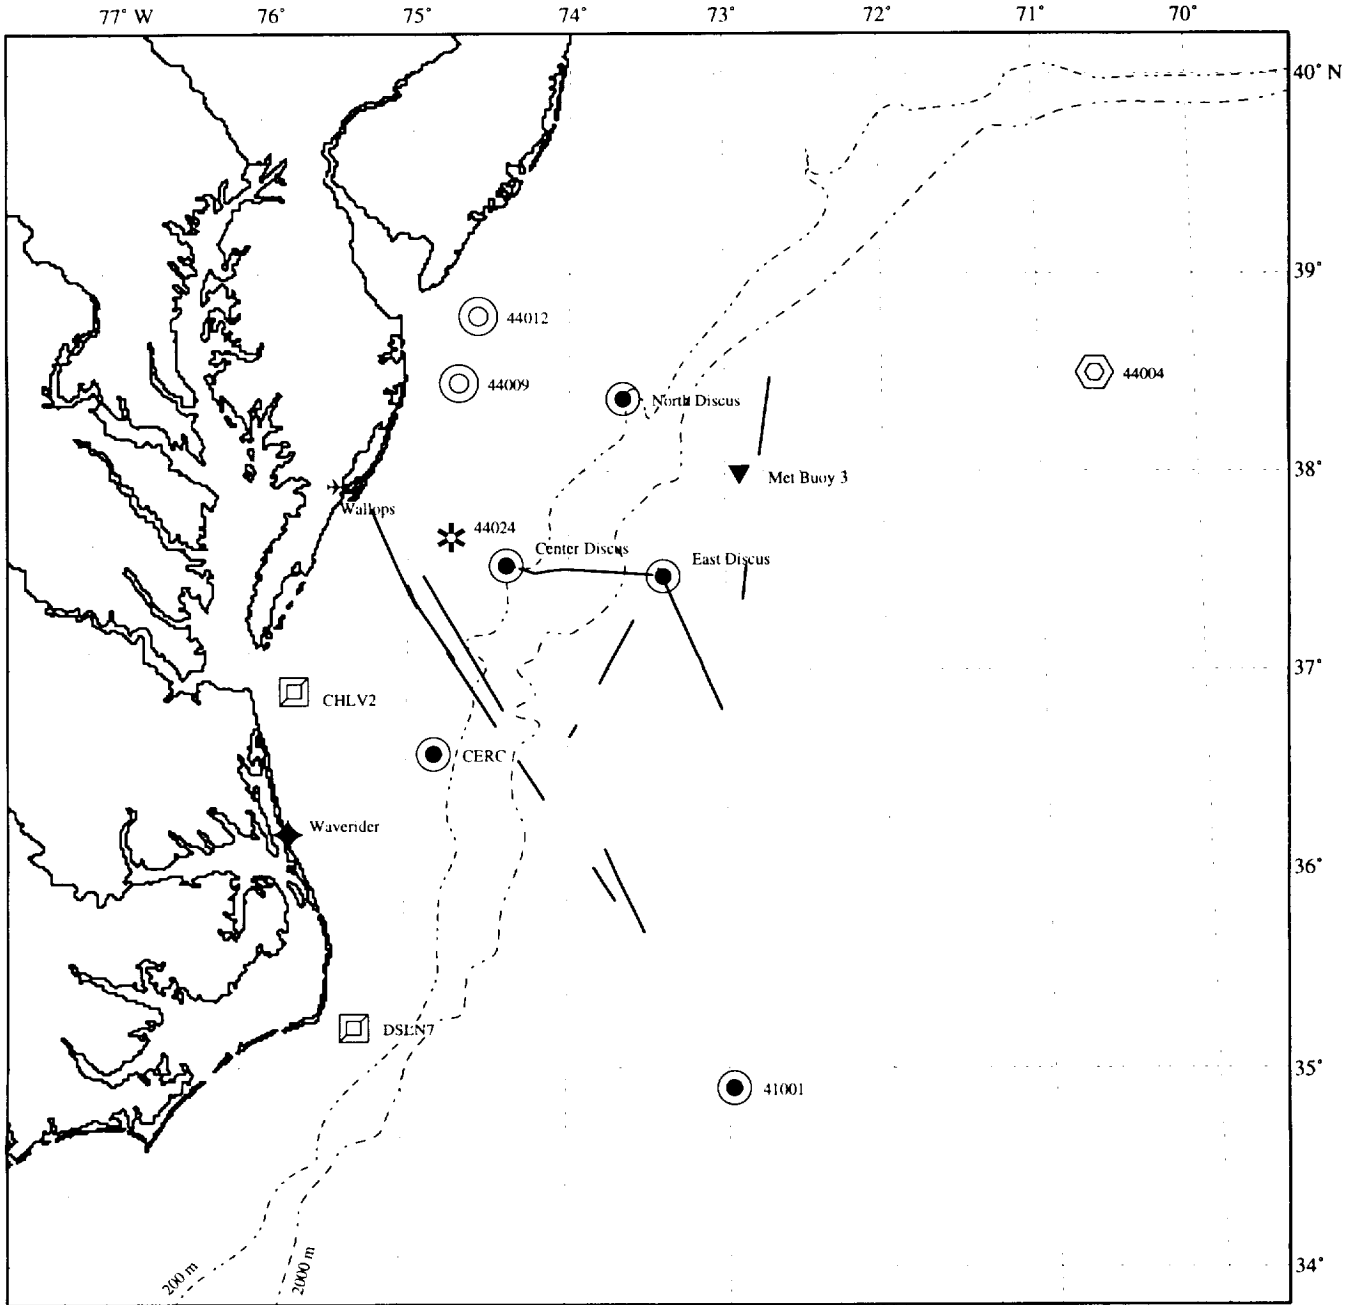 77° W 76° 75° 74° 73° 72° 71° 70°
40° N
39°
44012
44004
44009
North Discus
38°
Met Buoy 3
Wallops
44024
Center Discus
East Discus
37°
CHLV2
CERC
Waverider
36°
DSLN7
35°
41001
200 m
2000 m
34°